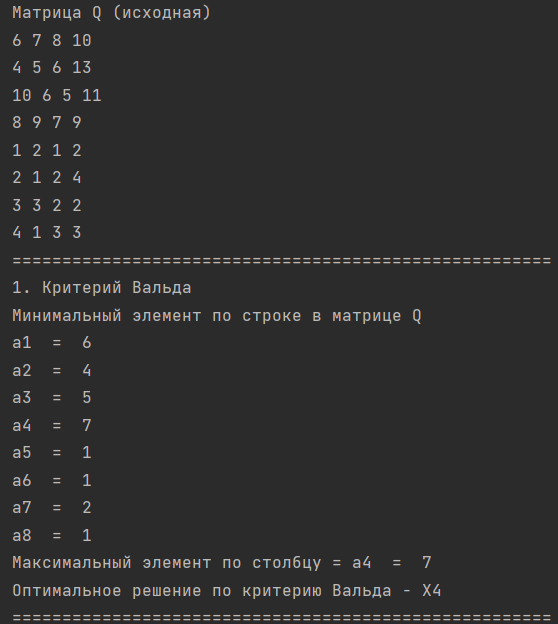 Матрица Q (исходная)
6 7 8 10
4 5 6 13
10 6 5 11
8 9 7 9
1 2 1 2
2 1 2 4
3 3 2 2
4 1 3 3
======================================================
1. Критерий Вальда
Минимальный элемент по строке в матрице Q
a1  =  6
a2  =  4
a3  =  5
a4  =  7
a5  =  1
a6  =  1
a7  =  2
a8  =  1
Максимальный элемент по столбцу = a4  =  7
Оптимальное решение по критерию Вальда - X4
======================================================